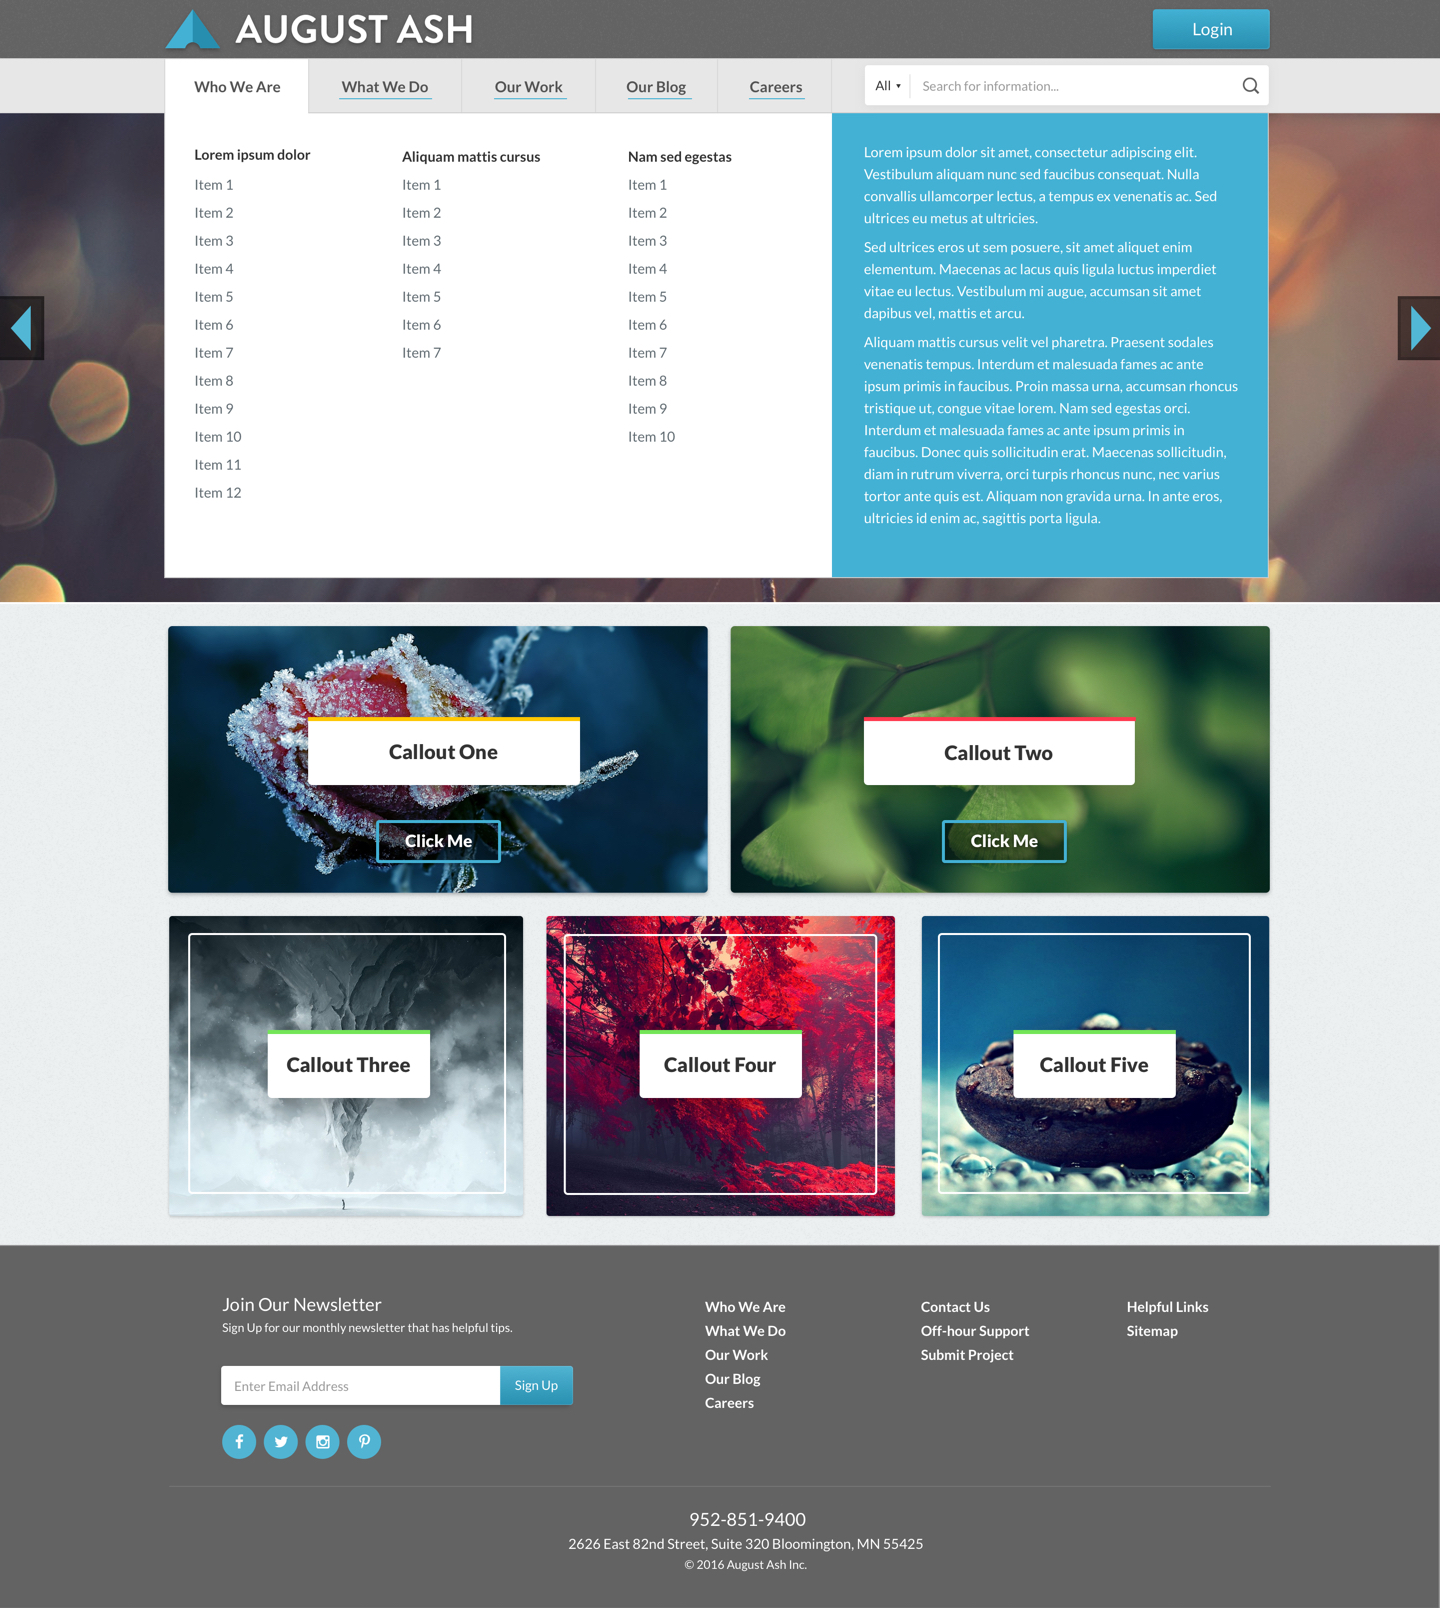 AUGUST ASH
Login
Who We Are
What We Do
Our Work
Our Blog
Careers
All
Search for information...
Lorem ipsum dolor
Item 1
Item 2
Item 3
Item 4
Item 5
Item 6
Item 7
Item 8
Item 9
Item 10
Item 11
Item 12
Aliquam mattis cursus
Item 1
Item 2
Item 3
Item 4
Item 5
Item 6
Item 7
Nam sed egestas
Item 1
Item 2
Item 3
Item 4
Item 5
Item 6
Item 7
Item 8
Item 9
Item 10
Lorem ipsum dolor sit amet, consectetur adipiscing elit.
Vestibulum aliquam nunc sed faucibus consequat. Nulla
convallis ullamcorper lectus, a tempus ex venenatis ac. Sed
ultrices eu metus at ultricies.
Sed ultrices eros ut sem posuere, sit amet aliquet enim
elementum. Maecenas ac lacus quis ligula luctus imperdiet
vitae eu lectus. Vestibulum mi augue, accumsan sit amet
dapibus vel, mattis et arcu.
Aliquam mattis cursus velit vel pharetra. Praesent sodales
venenatis tempus. Interdum et malesuada fames ac ante
ipsum primis in faucibus. Proin massa urna, accumsan rhoncus
tristique ut, congue vitae lorem. Nam sed egestas orci.
Interdum et malesuada fames ac ante ipsum primis in
faucibus. Donec quis sollicitudin erat. Maecenas sollicitudin,
diam in rutrum viverra, orci turpis rhoncus nunc, nec varius
tortor ante quis est. Aliquam non gravida urna. In ante eros,
ultricies id enim ac, sagittis porta ligula.
Callout One
Click Me
Callout Two
Click Me
Callout Three
Callout Four
Callout Five
Join Our Newsletter
Sign Up for our monthly newsletter that has helpful tips.
Enter Email Address
Sign Up
Who We Are
What We Do
Our Work
Our Blog
Careers
Contact Us
Off-hour Support
Submit Project
Helpful Links
Sitemap
952-851-9400
2626 East 82nd Street, Suite 320 Bloomington, MN 55425
© 2016 August Ash Inc.